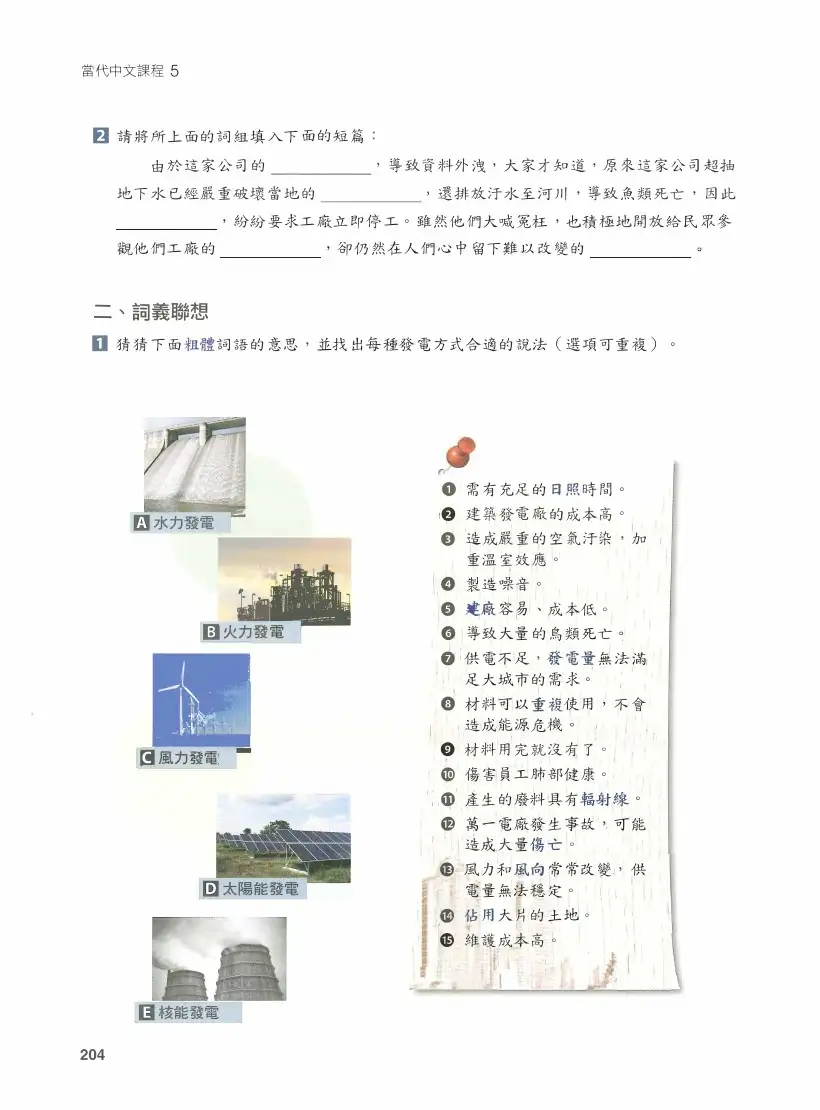 當代中文課程 5
2 請將所上面的詞組填入下面的短篇：
由於這家公司的 ＿＿＿＿＿，導致資料外洩，大家才知道，原來這家公司超抽
地下水已經嚴重破壞當地的 ＿＿＿＿＿，還排放汙水至河川，導致魚類死亡，因此
＿＿＿＿＿，紛紛要求工廠立即停工。雖然他們大喊冤枉，也積極地開放給民眾參
觀他們工廠的 ＿＿＿＿＿，卻仍然在人們心中留下難以改變的 ＿＿＿＿＿。
二、詞義聯想
1 猜猜下面粗體詞語的意思，並找出每種發電方式合適的說法（選項可重複）。
A 水力發電
B 火力發電
C 風力發電
D 太陽能發電
E 核能發電
❶ 需有充足的日照時間。
❷ 建築發電廠的成本高。
❸ 造成嚴重的空氣汙染，加
重溫室效應。
❹ 製造噪音。
❺ 建廠容易、成本低。
❻ 導致大量的鳥類死亡。
❼ 供電不足，發電量無法滿
足大城市的需求。
❽ 材料可以重複使用，不會
造成能源危機。
❾ 材料用完就沒有了。
❿ 傷害員工肺部健康。
⓫ 產生的廢料具有輻射線。
⓬ 萬一電廠發生事故，可能
造成大量傷亡。
⓭ 風力和風向常常改變，供
電量無法穩定。
⓮ 佔用大片的土地。
⓯ 維護成本高。
204